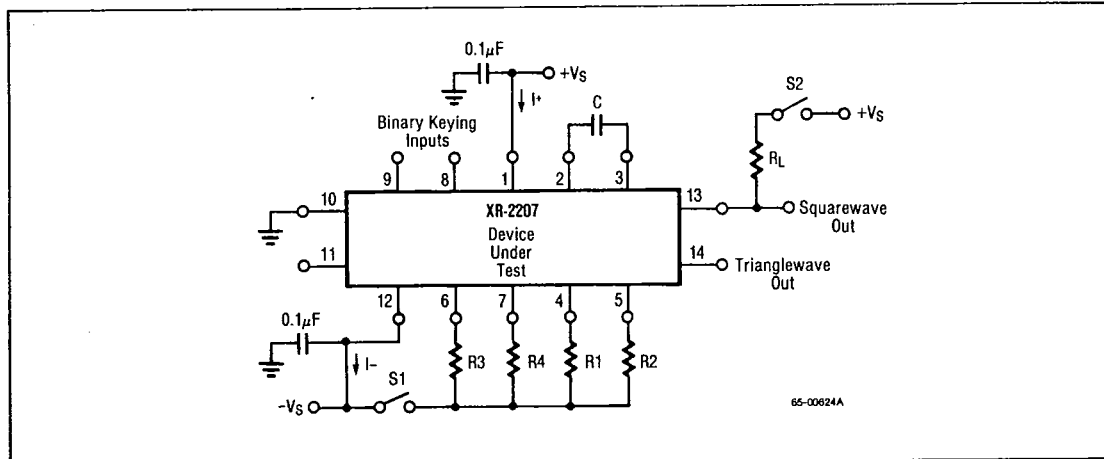 0.1μF
+VS
S2
I+
C
+VS
Binary Keying
Inputs
RL
9
8
1
2
3
10
XR-2207
13
Device
Under
Test
Squarewave
Out
11
14
Trianglewave
Out
12
6
7
4
5
0.1μF
I–
S1
R3
R4
R1
R2
–VS
65-00624A